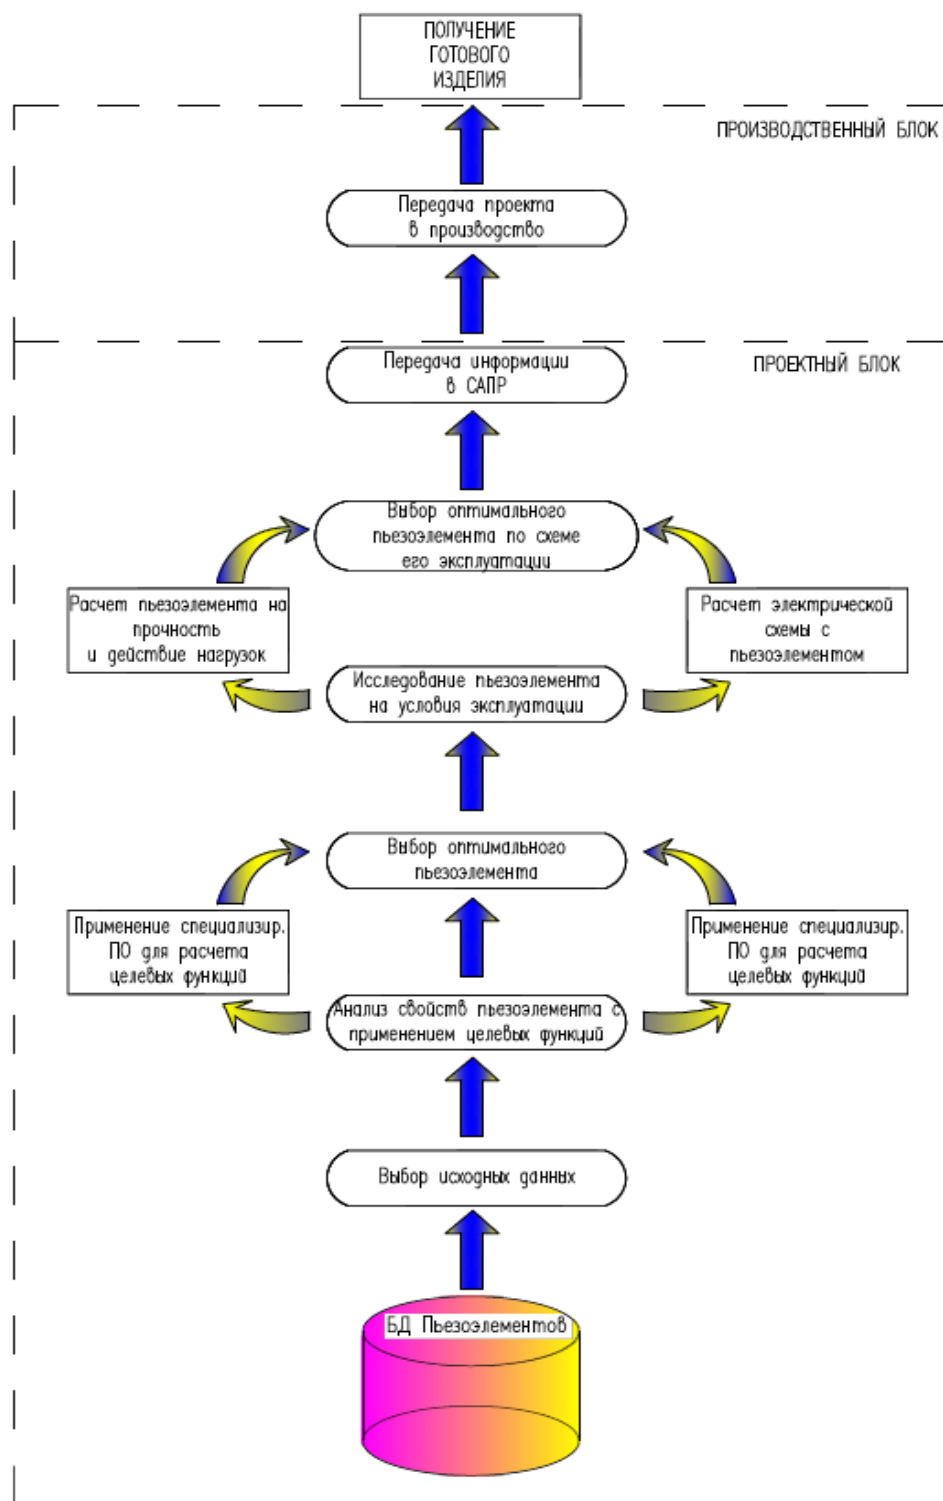 ПОЛУЧЕНИЕ
ГОТОВОГО
ИЗДЕЛИЯ
ПРОИЗВОДСТВЕННЫЙ БЛОК
Передача проекта
в производство
ПРОЕКТНЫЙ БЛОК
Передача информации
в САПР
Выбор оптимального
пьезоэлемента по схеме
его эксплуатации
Расчет пьезоэлемента на
прочность
и действие нагрузок
Расчет электрической
схемы с
пьезоэлементом
Исследование пьезоэлемента
на условия эксплуатации
Выбор оптимального
пьезоэлемента
Применение специализир.
ПО для расчета
целевых функций
Применение специализир.
ПО для расчета
целевых функций
Анализ свойств пьезоэлемента с
применением целевых функций
Выбор исходных данных
БД Пьезоэлементов